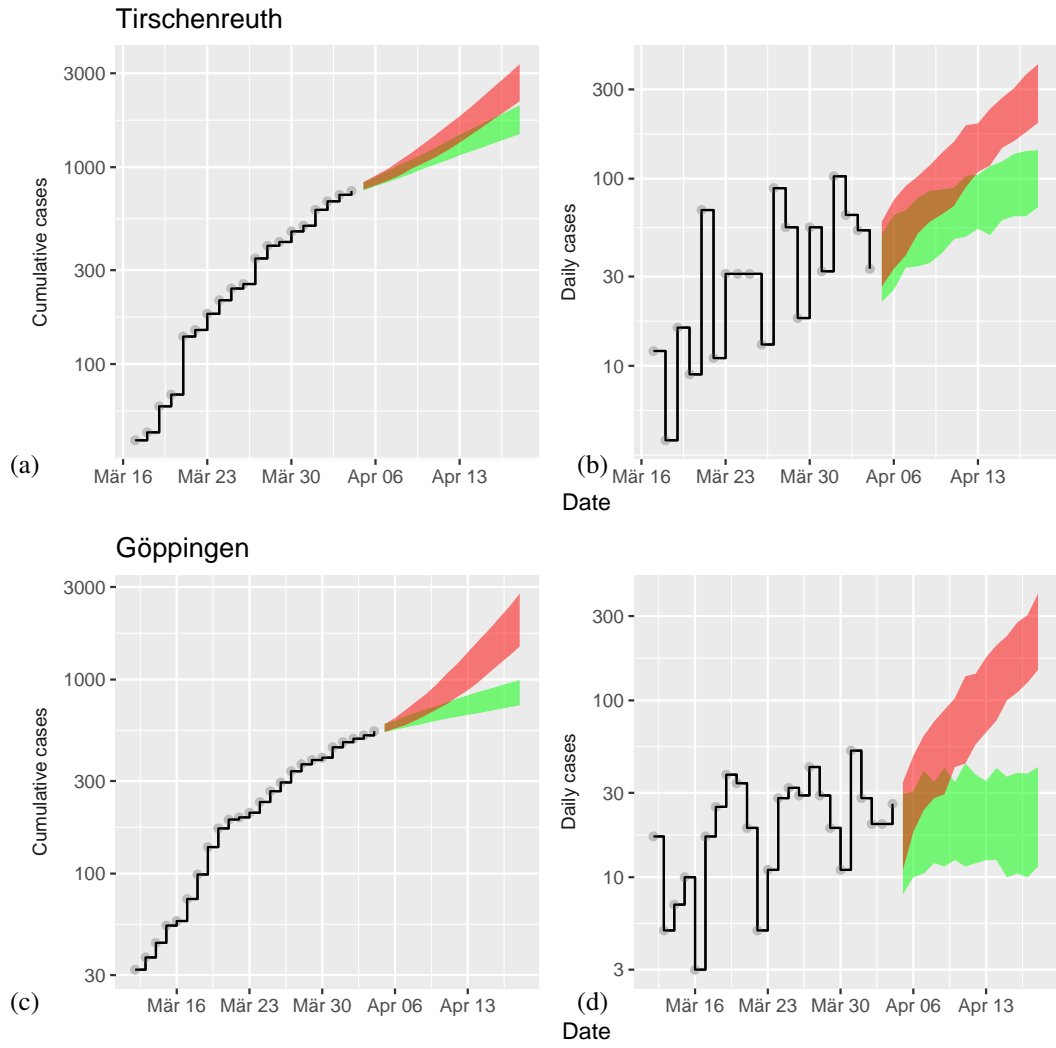 Tirschenreuth
3000
1000
300
100
Cumulative cases
(a)
Mär 16
Mär 23
Mär 30
Apr 06
Apr 13
300
100
30
10
Daily cases
(b)
Mär 16
Mär 23
Mär 30
Apr 06
Apr 13
Date
Göppingen
3000
1000
300
100
30
Cumulative cases
(c)
Mär 16
Mär 23
Mär 30
Apr 06
Apr 13
300
100
30
10
3
Daily cases
(d)
Mär 16
Mär 23
Mär 30
Apr 06
Apr 13
Date